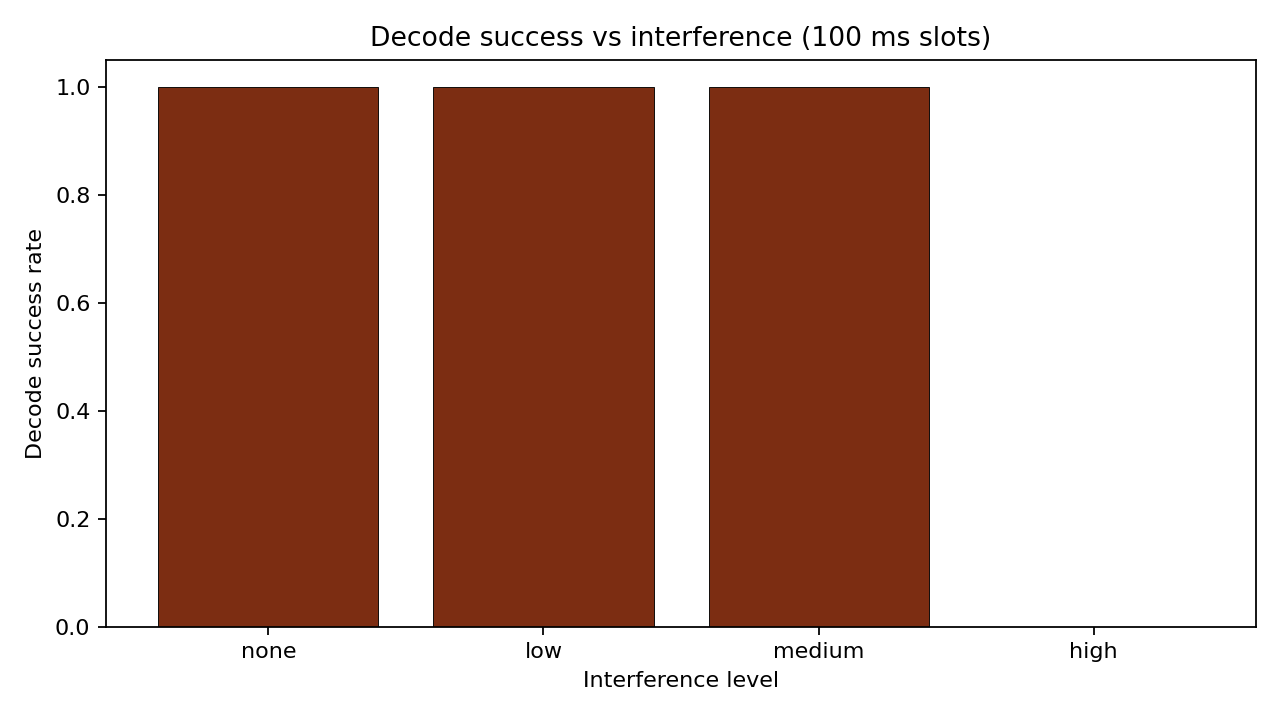 Decode success vs interference (100 ms slots)
1.0
0.8
0.6
0.4
0.2
0.0
Decode success rate
none low medium high
Interference level